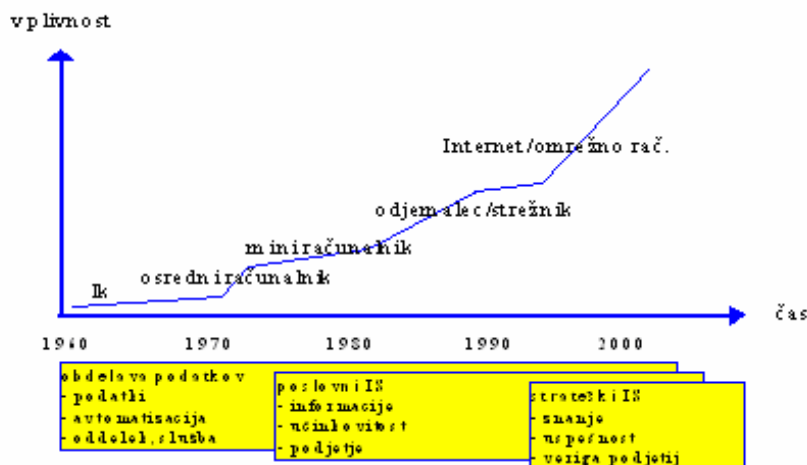 vplivnost
Internet/omrežno rač.
odjemalec/strežnik
miniračunalnik
osrednji računalnik
čas
1960 1970 1980 1990 2000
obdelava podatkov
- podatki
- avtomatizacija
- oddelek, služba
poslovni IS
- informacije
- učinkovitost
- podjetje
strateški IS
- znanje
- uspešnost
- veriga podjetij